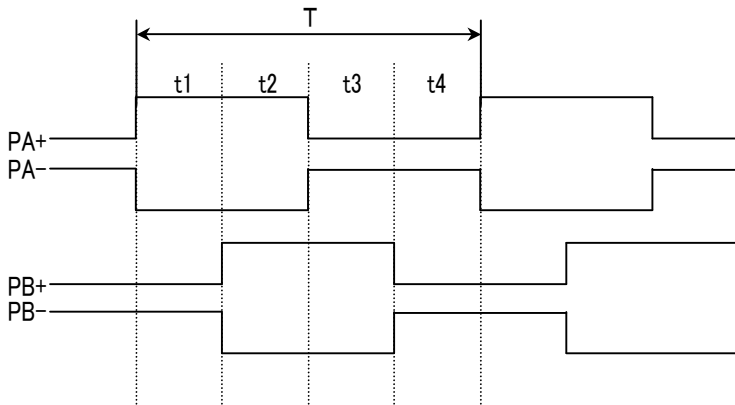 T
t1 t2 t3 t4
PA+
PA-
PB+
PB-